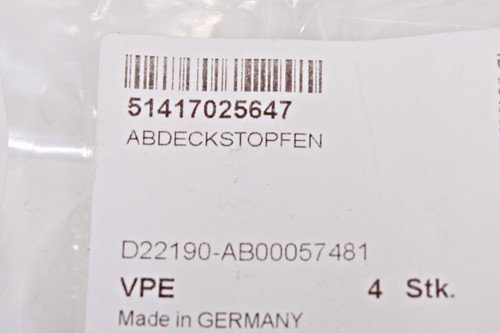 51417025647
ABDECKSTOPFEN
D22190-AB00057481
VPE 4 Stk.
Made in GERMANY